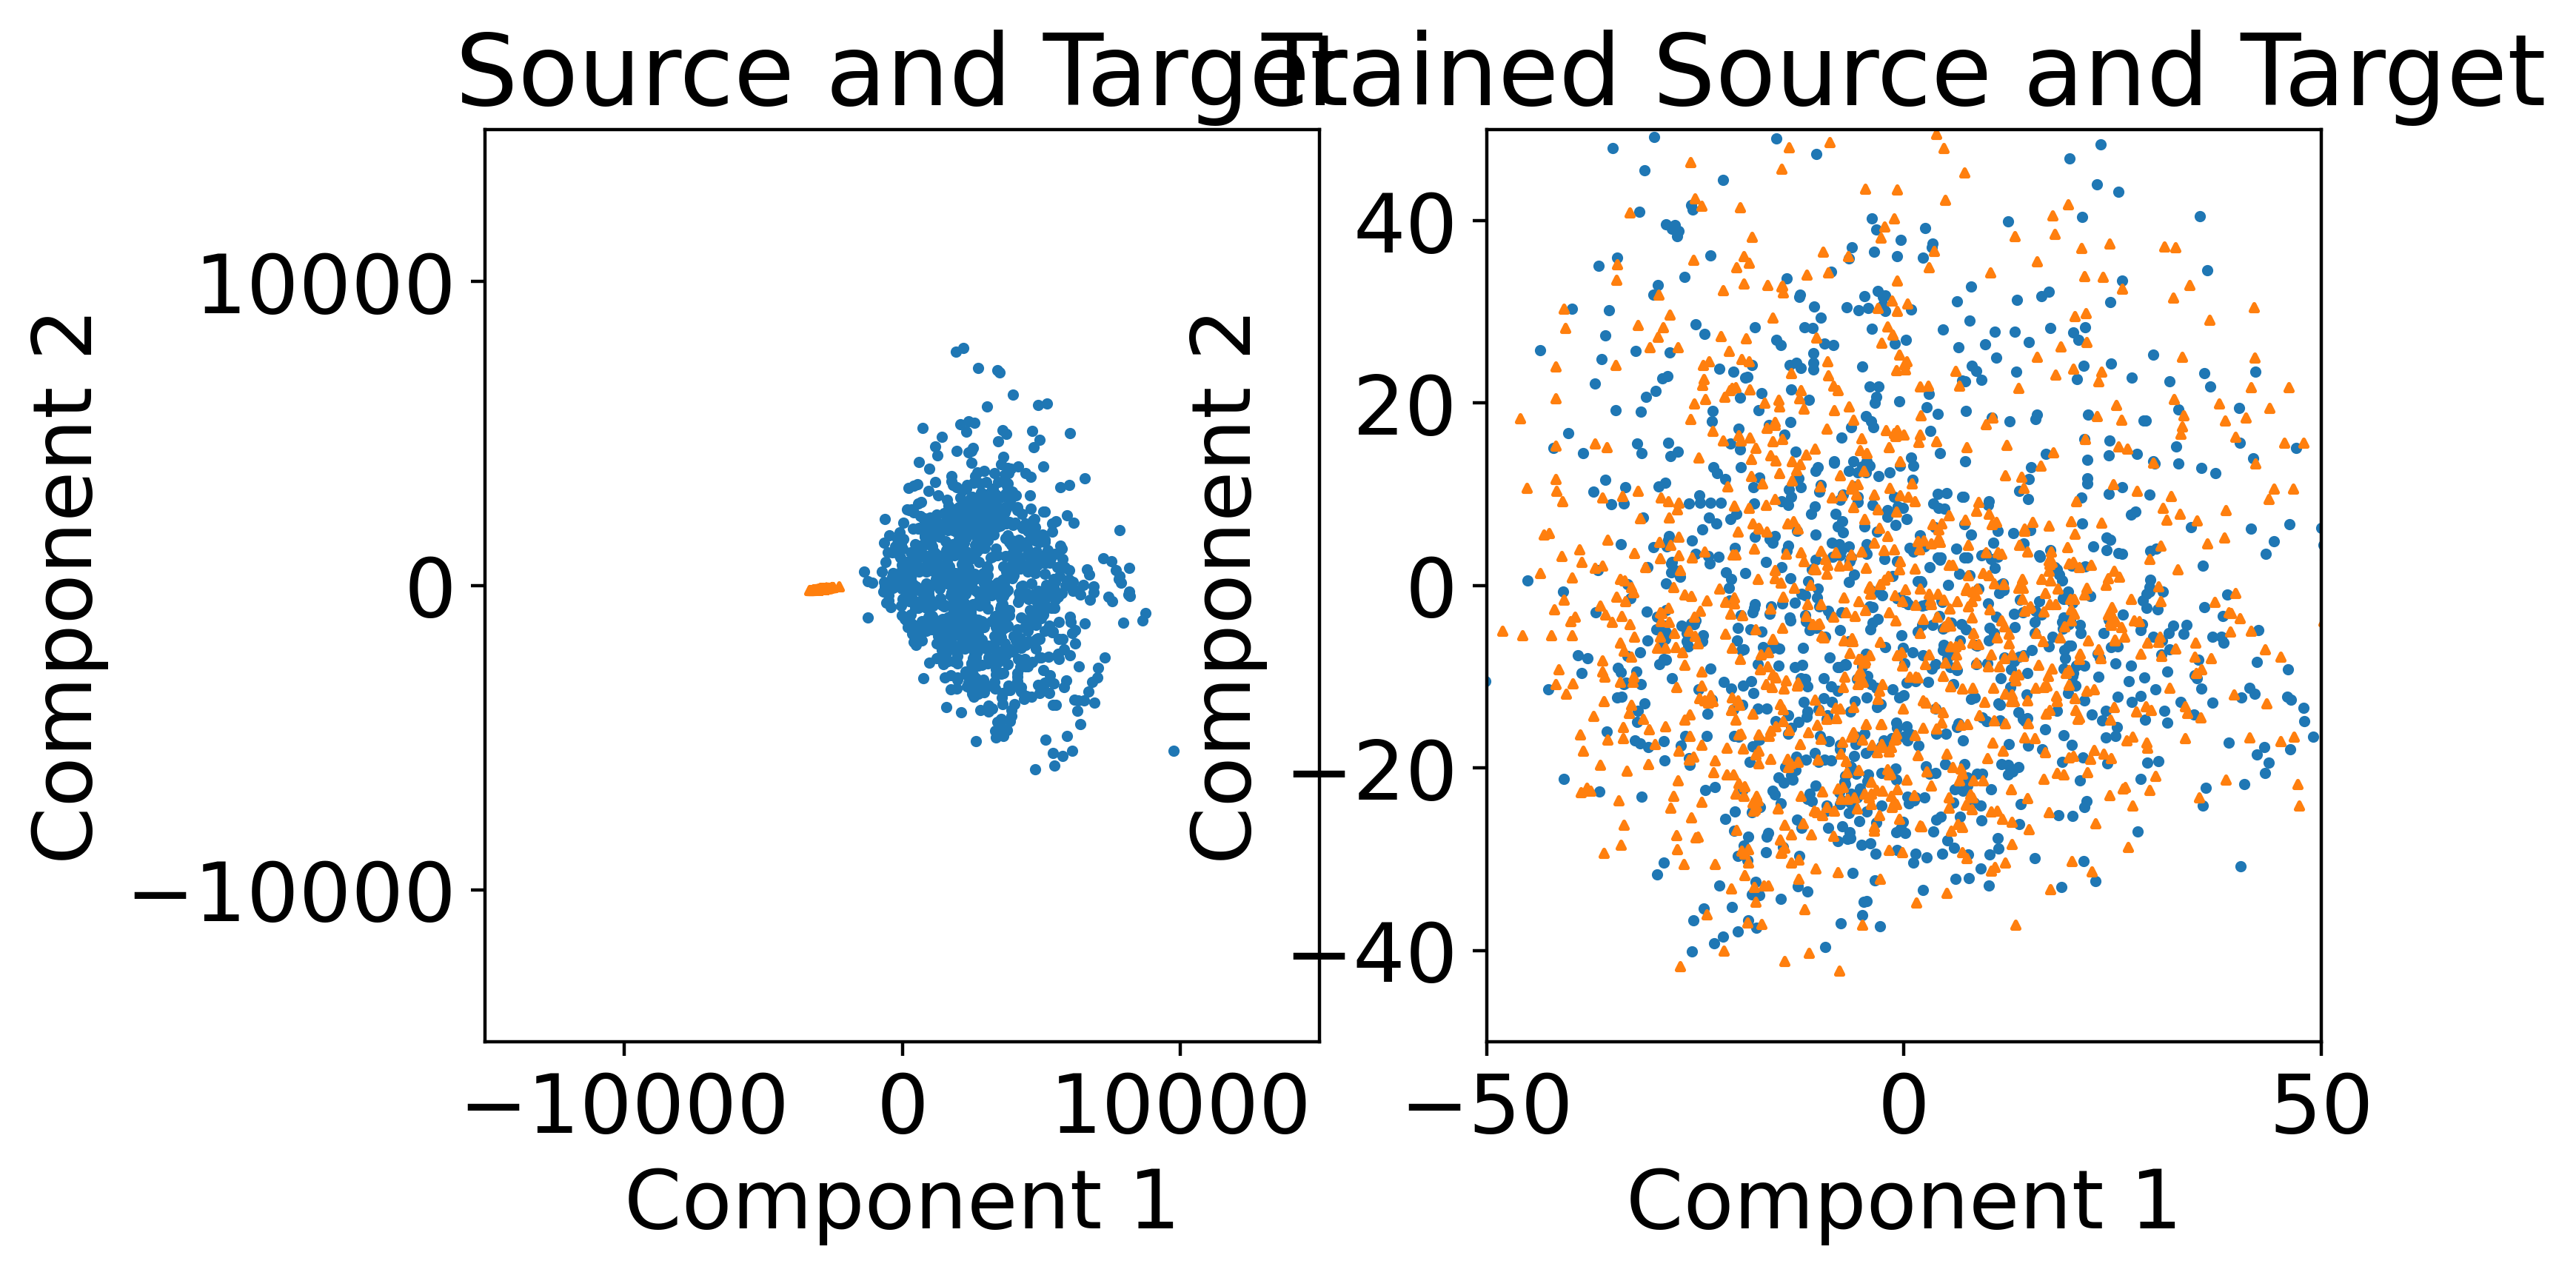 Source and Target
Component 2
10000
0
−10000
−10000 0 10000
Component 1
Trained Source and Target
Component 2
40
20
0
−20
−40
−50 0 50
Component 1